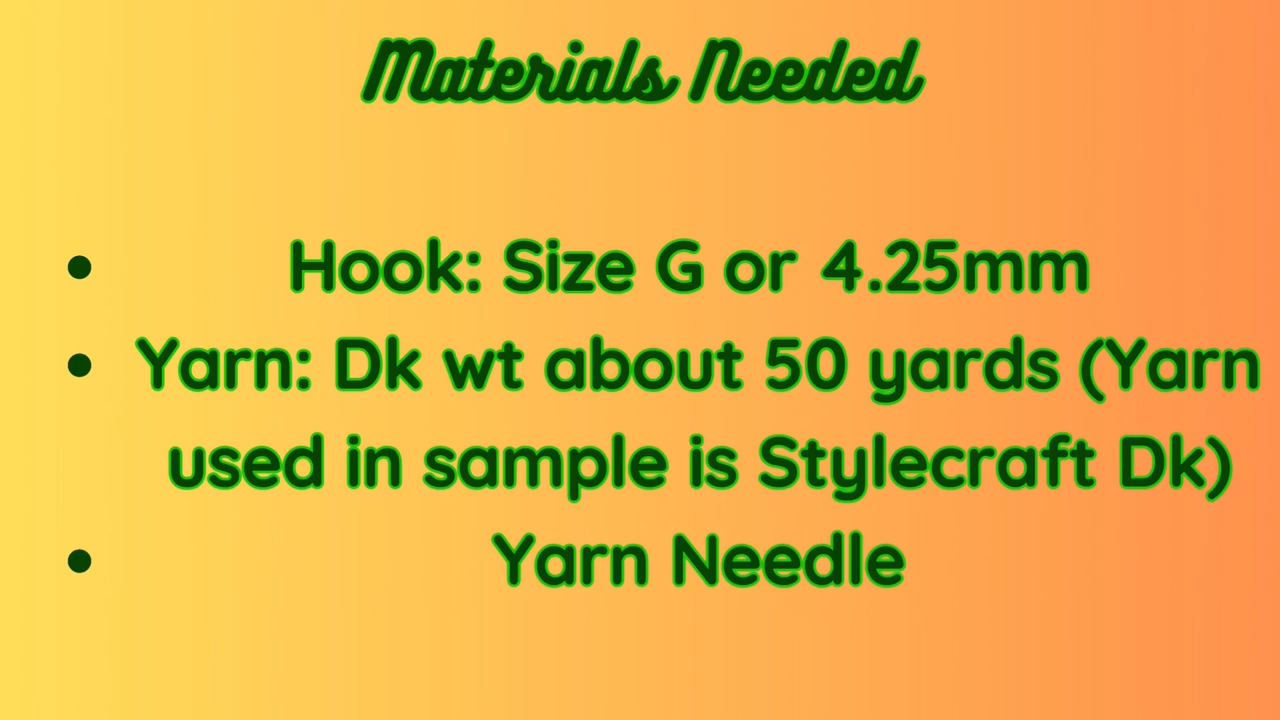 Materials Needed
• Hook: Size G or 4.25mm
• Yarn: Dk wt about 50 yards (Yarn
used in sample is Stylecraft Dk)
• Yarn Needle